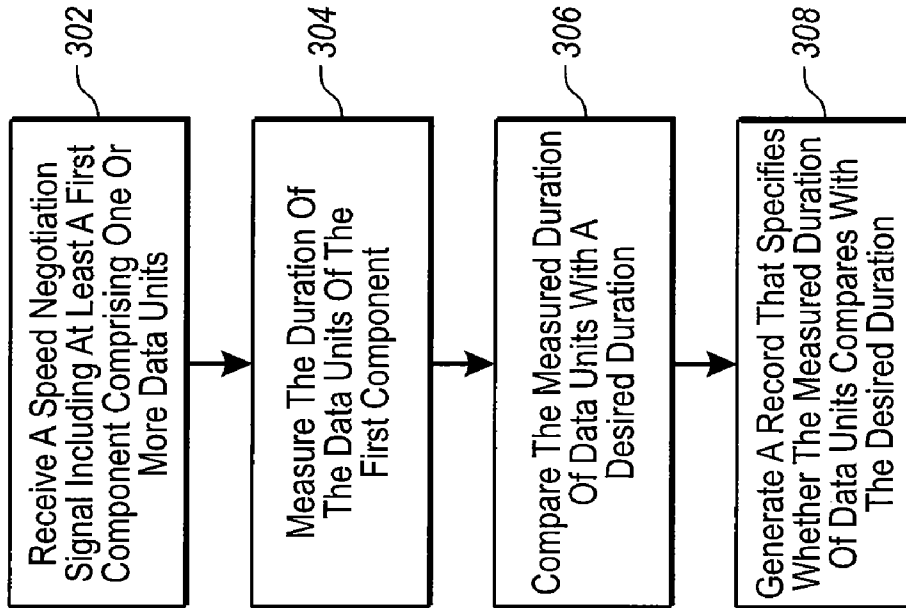 Receive A Speed Negotiation
Signal Including At Least A First
Component Comprising One Or
More Data Units
302
Measure The Duration Of
The Data Units Of The
First Component
304
Compare The Measured Duration
Of Data Units With A
Desired Duration
306
Generate A Record That Specifies
Whether The Measured Duration
Of Data Units Compares With
The Desired Duration
308